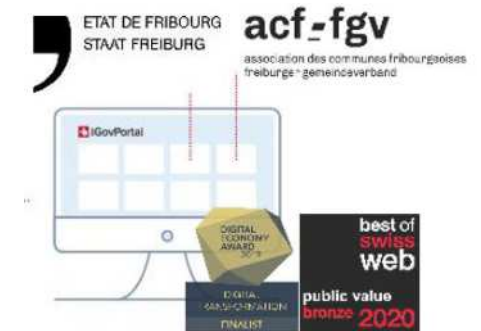 ETAT DE FRIBOURG
STAAT FREIBURG
acf-fgv
association des communes fribourgeoises
freiburger gemeindeverband
iGovPortal
DIGITAL
ECONOMY
AWARD
DIGITAL
TRANSFORMATION
FINALIST
best of
swiss
web
public value
bronze 2020